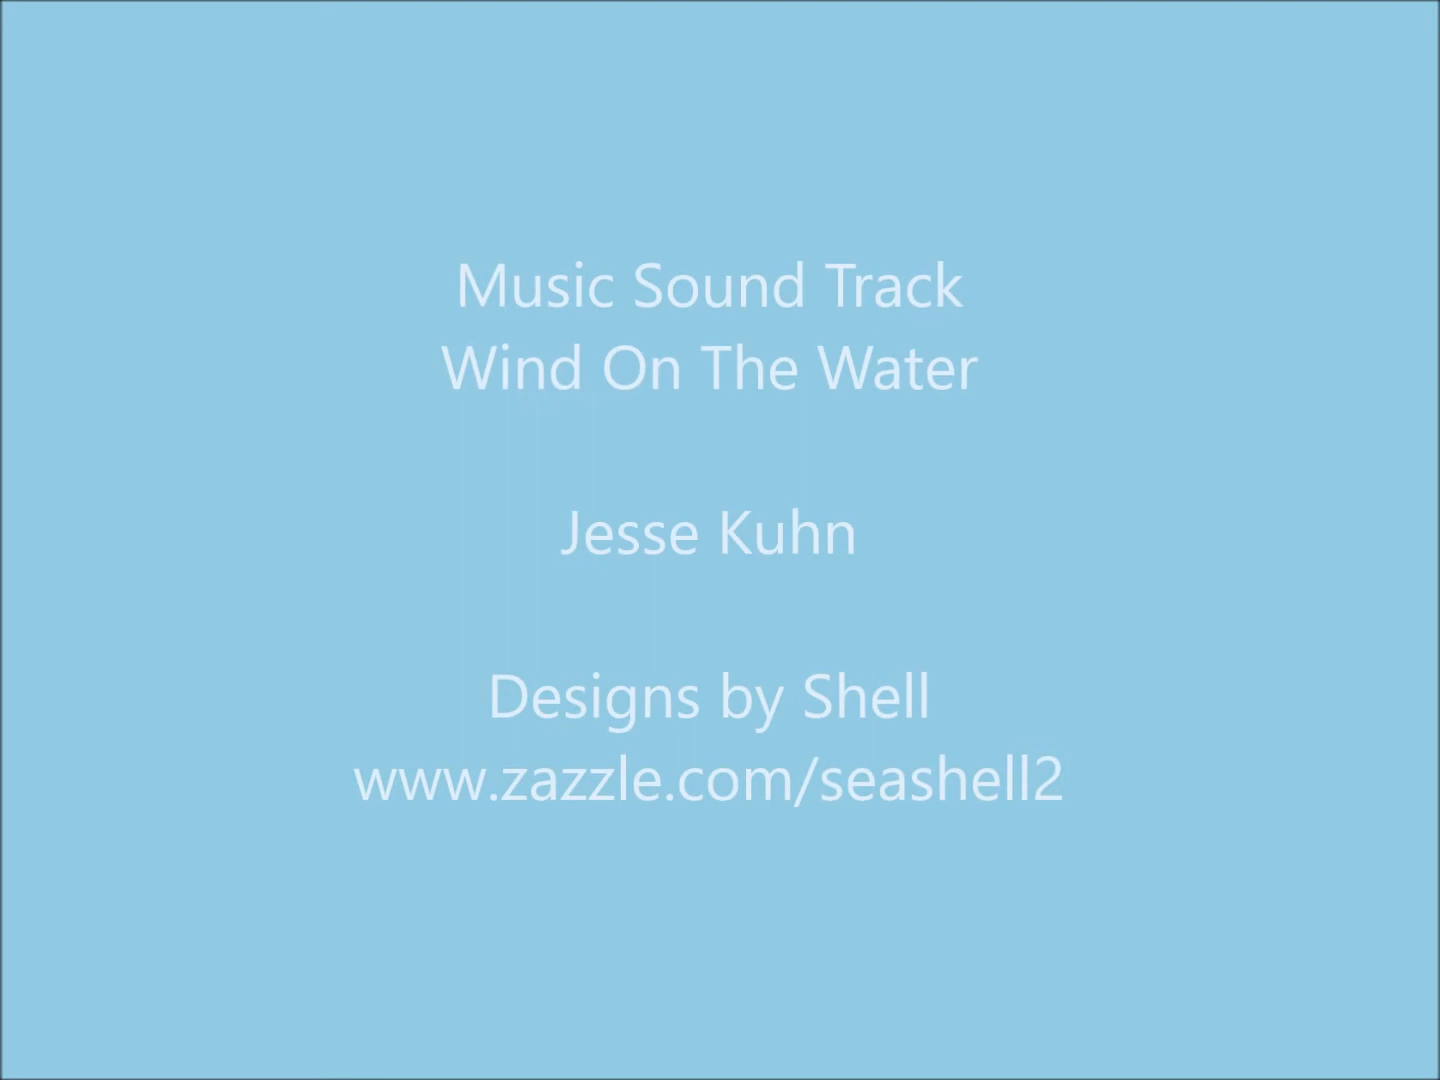 Music Sound Track
Wind On The Water
Jesse Kuhn
Designs by Shell
www.zazzle.com/seashell2